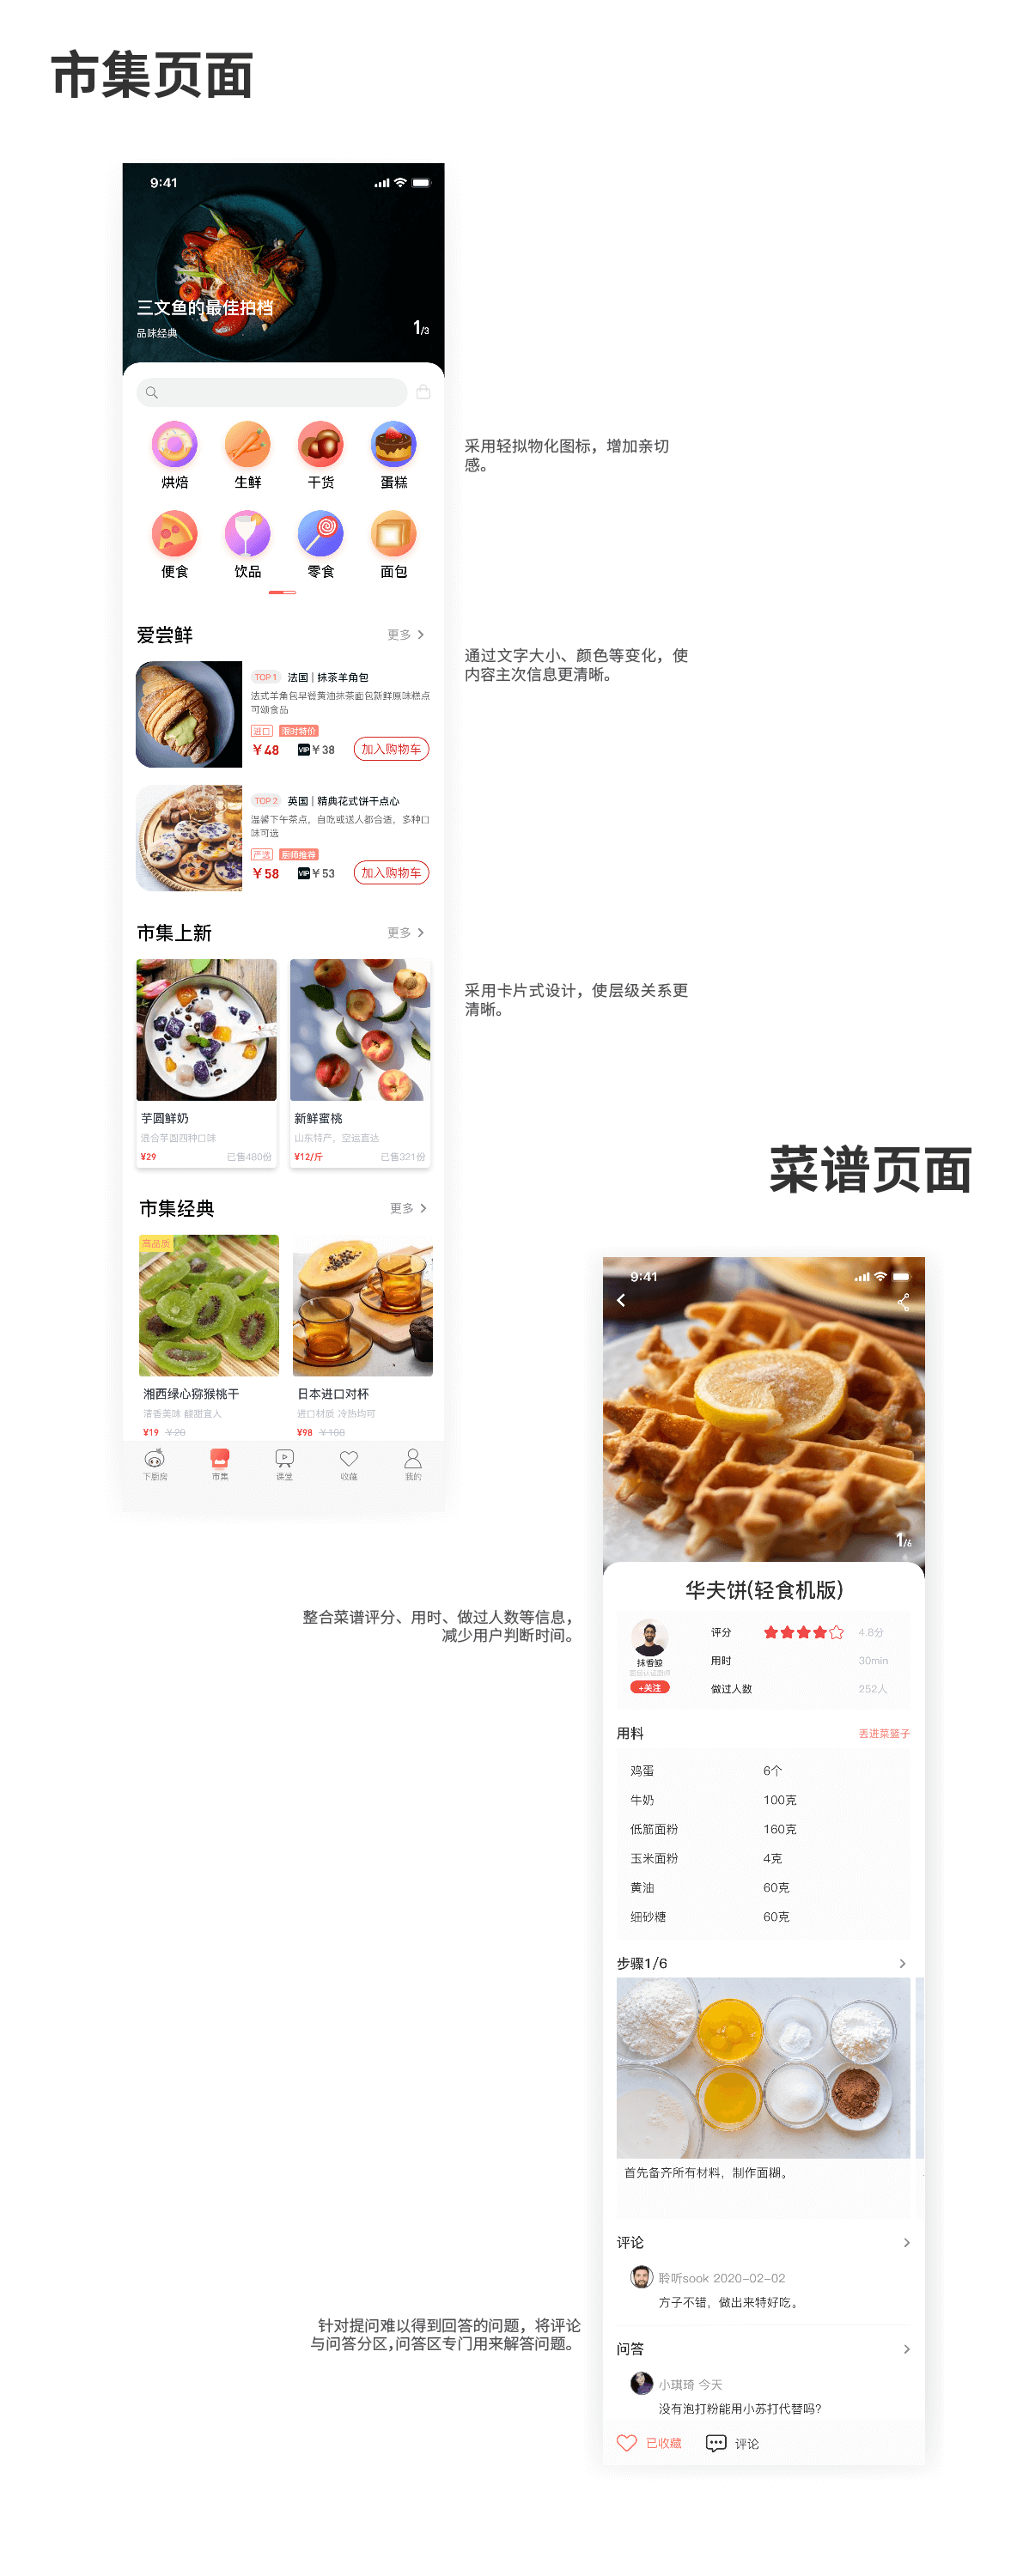 市集页面
9:41
三文鱼的最佳拍档
品味经典
1/3
烘焙 生鲜 干货 蛋糕
采用轻拟物化图标，增加亲切
感。
便食 饮品 零食 面包
爱尝鲜 更多
通过文字大小、颜色等变化，使
内容主次信息更清晰。
TOP 1 法国 | 抹茶羊角包
法式羊角包早餐黄油抹茶面包新鲜原味糕点
可颂食品
进口 限时特价
￥48 VIP ￥38 加入购物车
TOP 2 英国 | 精典花式饼干点心
温馨下午茶点，自吃或送人都合适，多种口
味可选
严选 厨师推荐
￥58 VIP ￥53 加入购物车
市集上新 更多
采用卡片式设计，使层级关系更
清晰。
芋圆鲜奶 新鲜蜜桃
混合芋圆四种口味 山东特产，空运直达
¥29 已售480份 ¥12/斤 已售321份
市集经典 更多
高品质
湘西绿心猕猴桃干 日本进口对杯
清香美味 酸甜宜人 进口材质 冷热均可
¥19 ￥20 ¥98 ￥108
下厨房 市集 课堂 收藏 我的
菜谱页面
9:41
1/6
华夫饼(轻食机版)
整合菜谱评分、用时、做过人数等信息，
减少用户判断时间。
评分 4.8分
抹香鲸
+关注
用时 30min
做过人数 252人
用料 丢进菜篮子
鸡蛋 6个
牛奶 100克
低筋面粉 160克
玉米面粉 4克
黄油 60克
细砂糖 60克
步骤1/6
首先备齐所有材料，制作面糊。
评论
聆听sook 2020-02-02
方子不错，做出来特好吃。
针对提问难以得到回答的问题，将评论
与问答分区,问答区专门用来解答问题。
问答
小琪琦 今天
没有泡打粉能用小苏打代替吗?
已收藏 评论